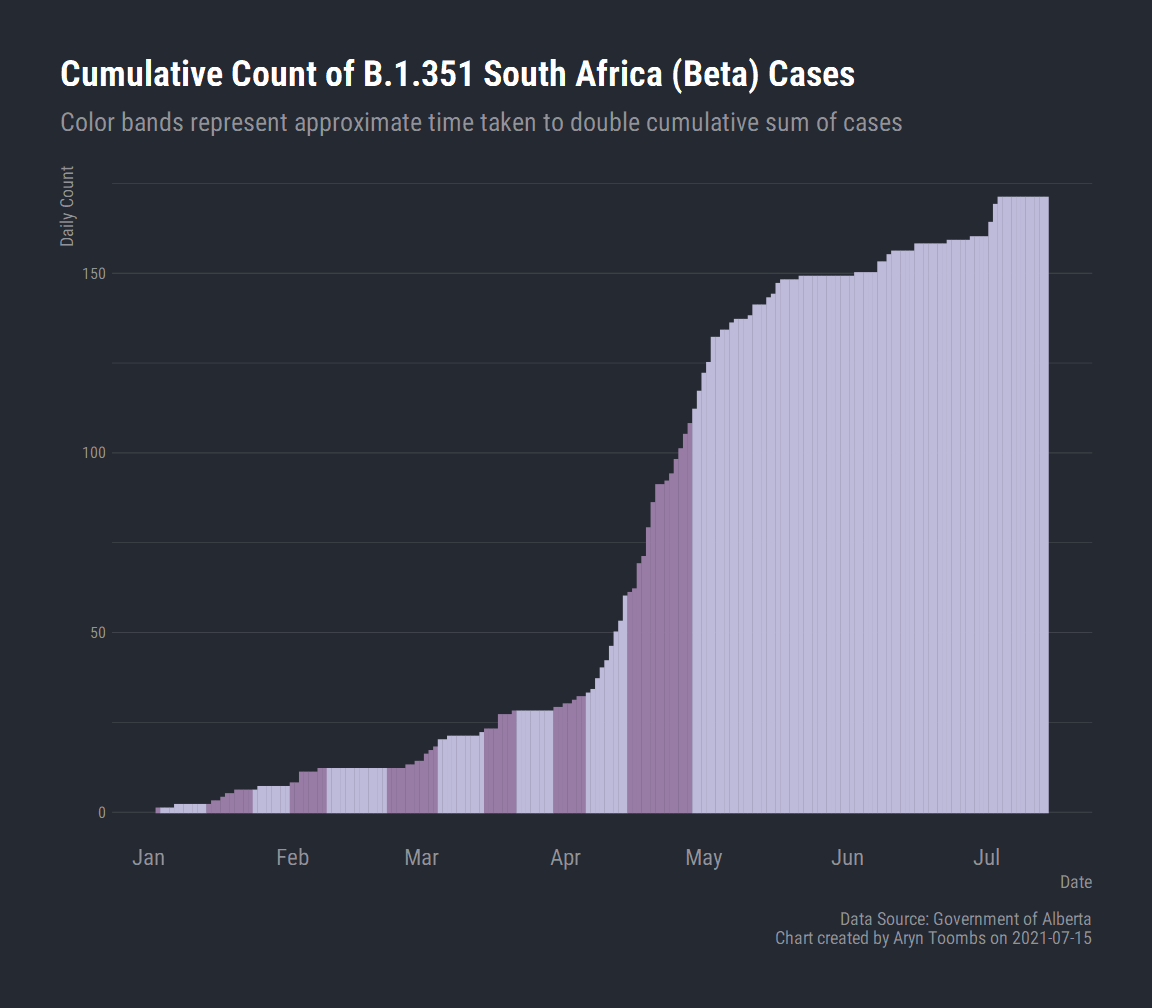 Cumulative Count of B.1.351 South Africa (Beta) Cases
Color bands represent approximate time taken to double cumulative sum of cases
Daily Count
150
100
50
0
Jan Feb Mar Apr May Jun Jul
Date
Data Source: Government of Alberta
Chart created by Aryn Toombs on 2021-07-15